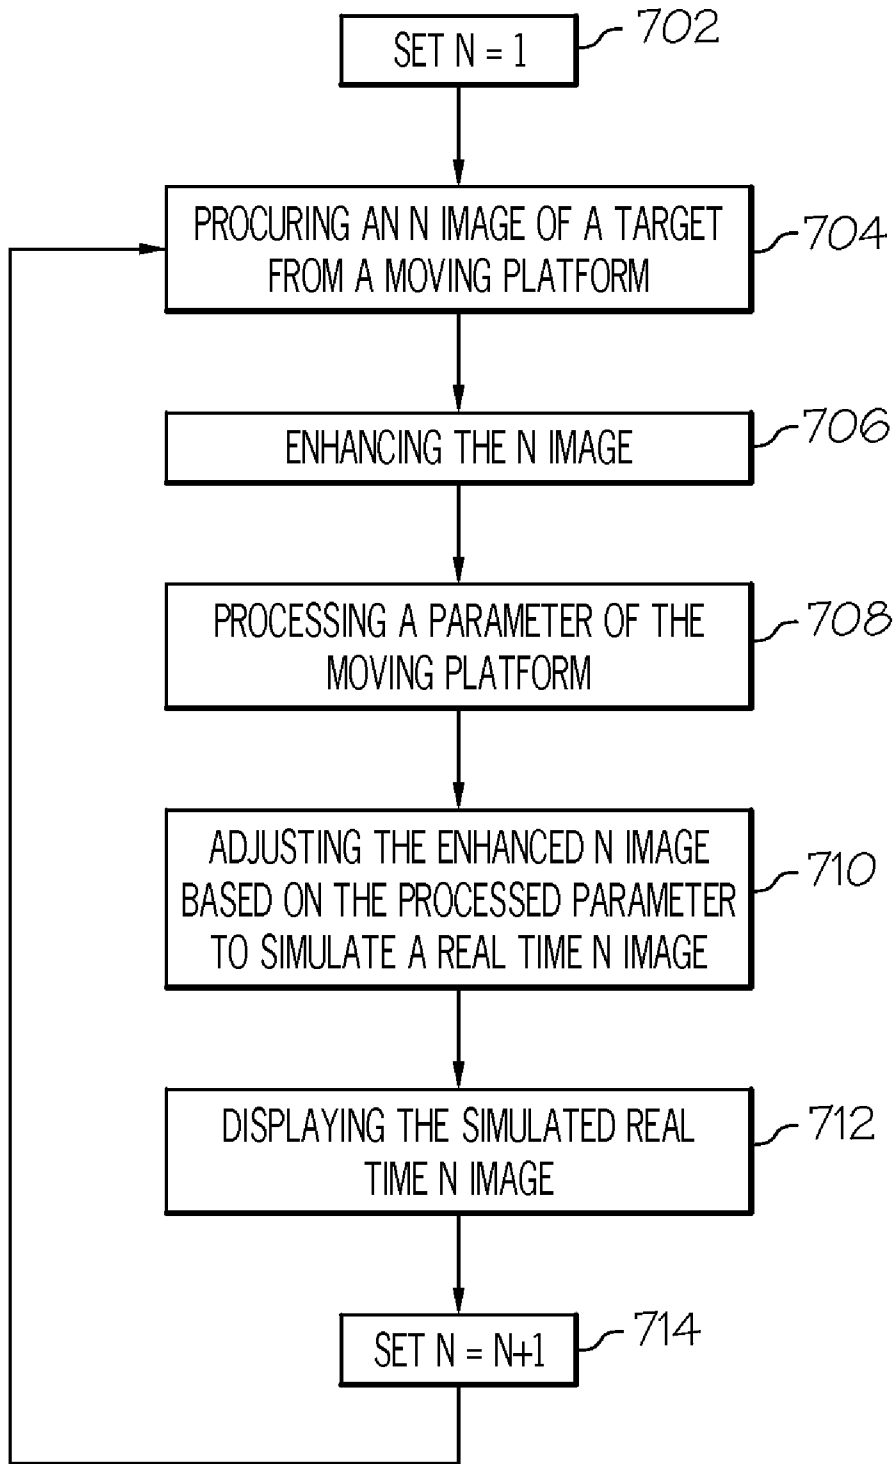 SET N = 1
702
PROCURING AN N IMAGE OF A TARGET
FROM A MOVING PLATFORM
704
ENHANCING THE N IMAGE
706
PROCESSING A PARAMETER OF THE
MOVING PLATFORM
708
ADJUSTING THE ENHANCED N IMAGE
BASED ON THE PROCESSED PARAMETER
TO SIMULATE A REAL TIME N IMAGE
710
DISPLAYING THE SIMULATED REAL
TIME N IMAGE
712
SET N = N+1
714